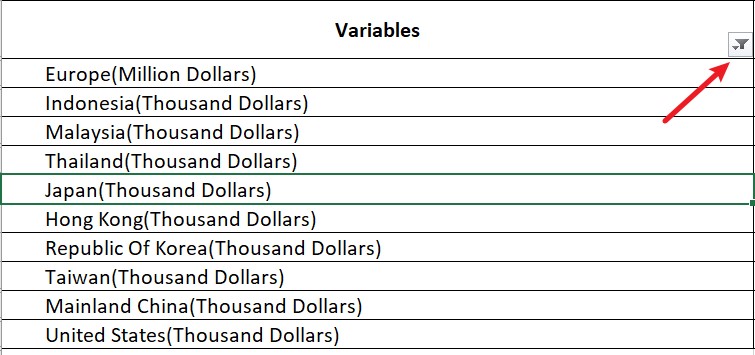 Variables
Europe(Million Dollars)
Indonesia(Thousand Dollars)
Malaysia(Thousand Dollars)
Thailand(Thousand Dollars)
Japan(Thousand Dollars)
Hong Kong(Thousand Dollars)
Republic Of Korea(Thousand Dollars)
Taiwan(Thousand Dollars)
Mainland China(Thousand Dollars)
United States(Thousand Dollars)